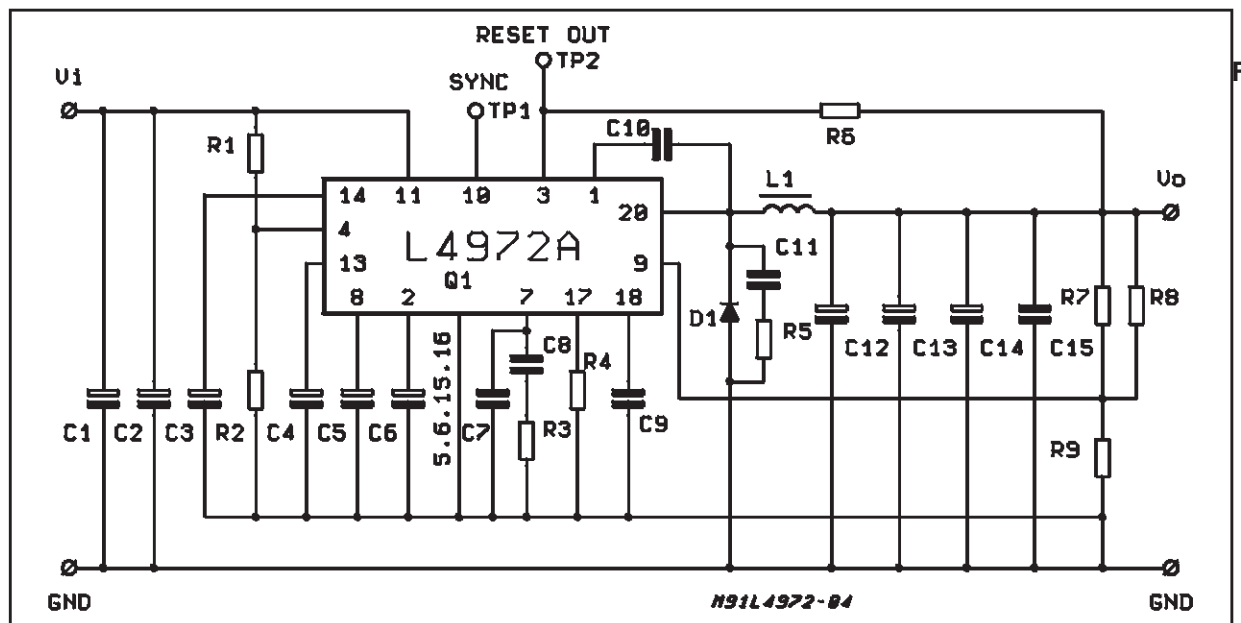 RESET OUT
TP2
Vi
SYNC
TP1
C10
R6
R1
L1
Vo
14
11
10
3
1
20
4
L4972A
C11
13
Q1
9
8
2
7
17
18
D1
R5
R7
R8
C8
R4
C12
C13
C14
C15
5.6.15.16
C1
C2
C3
R2
C4
C5
C6
C7
R3
C9
R9
GND
M91L4972-04
GND